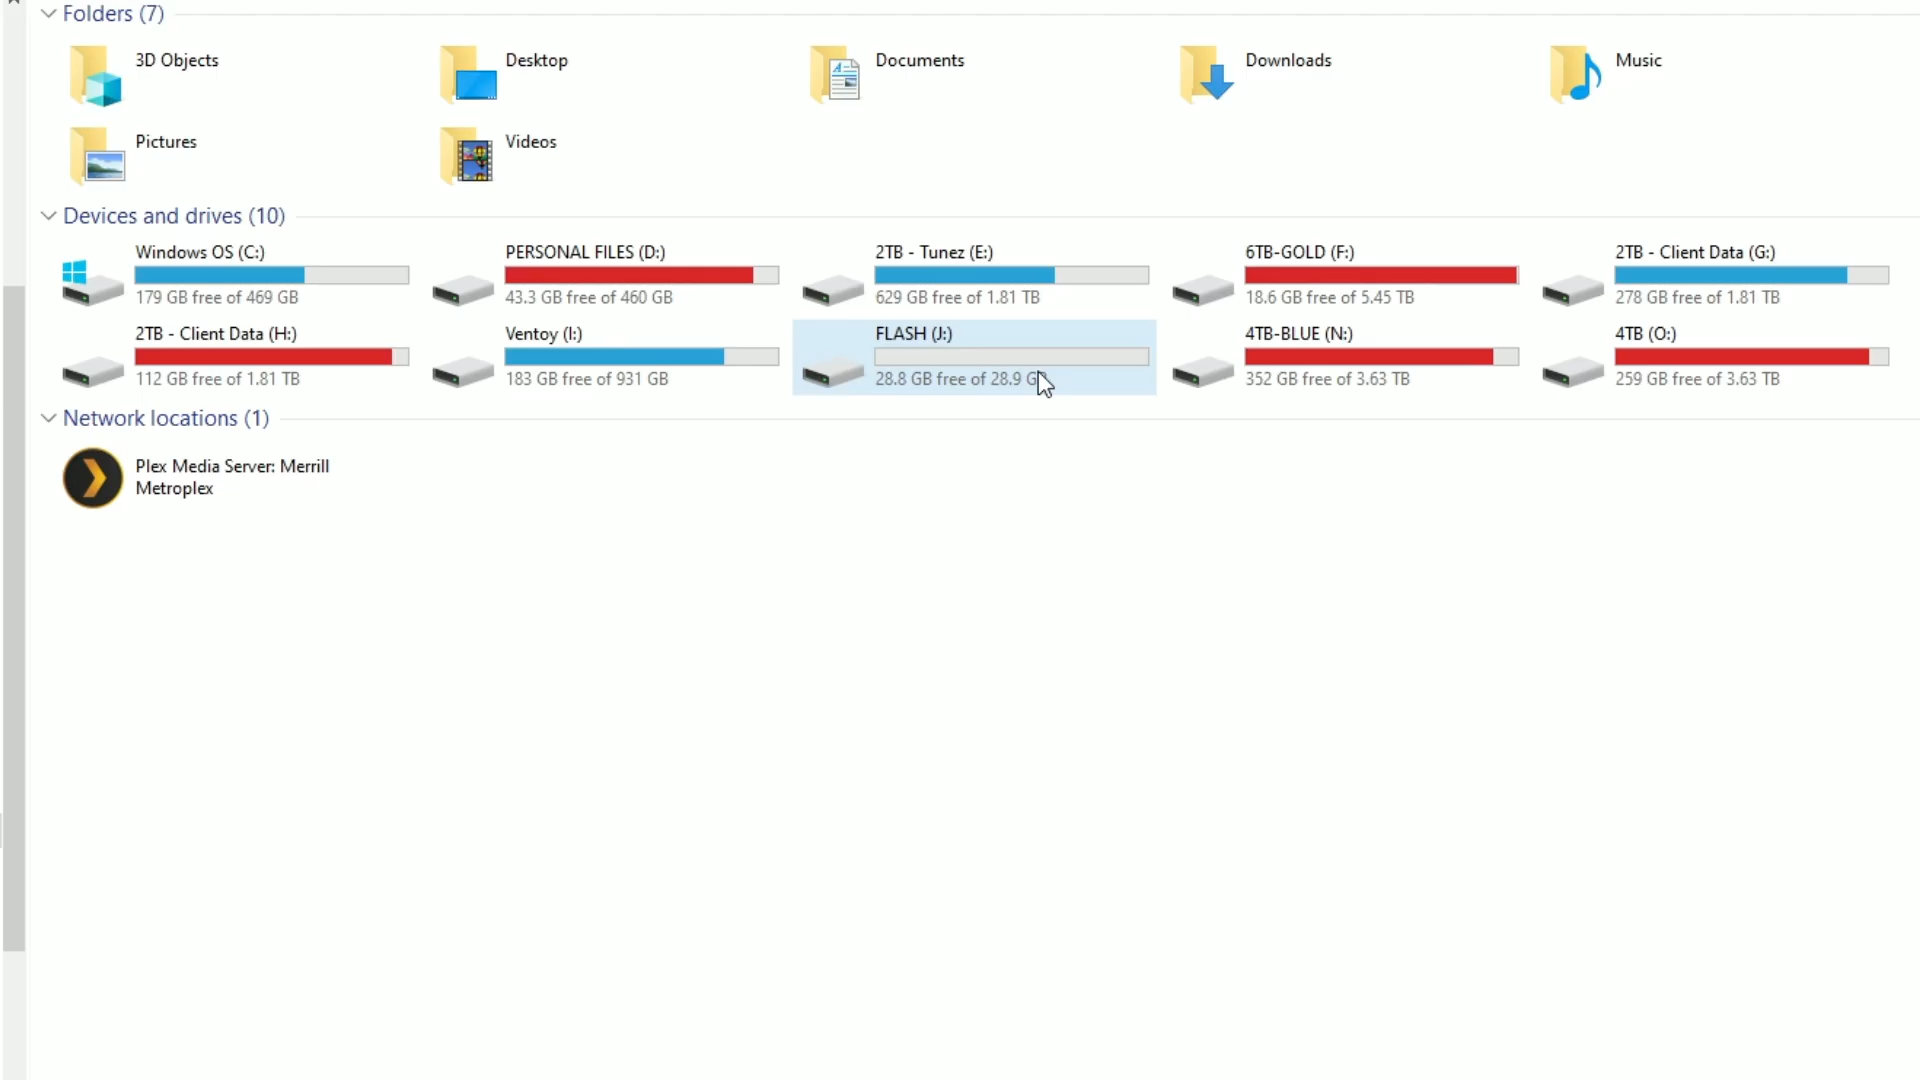 Folders (7)
3D Objects
Desktop
Documents
Downloads
Music
Pictures
Videos
Devices and drives (10)
Windows OS (C:)
179 GB free of 469 GB
PERSONAL FILES (D:)
43.3 GB free of 460 GB
2TB - Tunez (E:)
629 GB free of 1.81 TB
6TB-GOLD (F:)
18.6 GB free of 5.45 TB
2TB - Client Data (G:)
278 GB free of 1.81 TB
2TB - Client Data (H:)
112 GB free of 1.81 TB
Ventoy (I:)
183 GB free of 931 GB
FLASH (J:)
28.8 GB free of 28.9 GB
4TB-BLUE (N:)
352 GB free of 3.63 TB
4TB (O:)
259 GB free of 3.63 TB
Network locations (1)
Plex Media Server: Merrill
Metroplex